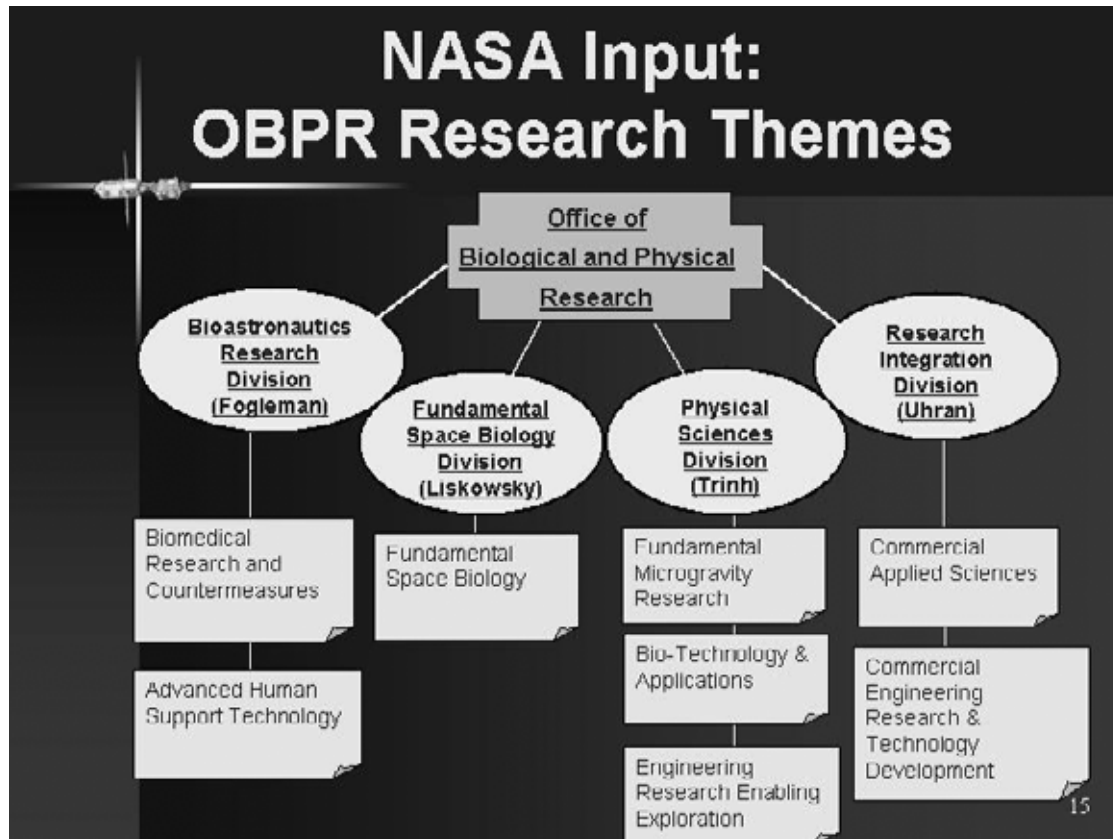 NASA Input:
OBPR Research Themes
Office of
Biological and Physical
Research
Bioastronautics
Research
Division
(Fogleman)
Fundamental
Space Biology
Division
(Liskowsky)
Physical
Sciences
Division
(Trinh)
Research
Integration
Division
(Uhran)
Biomedical
Research and
Countermeasures
Advanced Human
Support Technology
Fundamental
Space Biology
Fundamental
Microgravity
Research
Bio-Technology &
Applications
Engineering
Research Enabling
Exploration
Commercial
Applied Sciences
Commercial
Engineering
Research &
Technology
Development
15